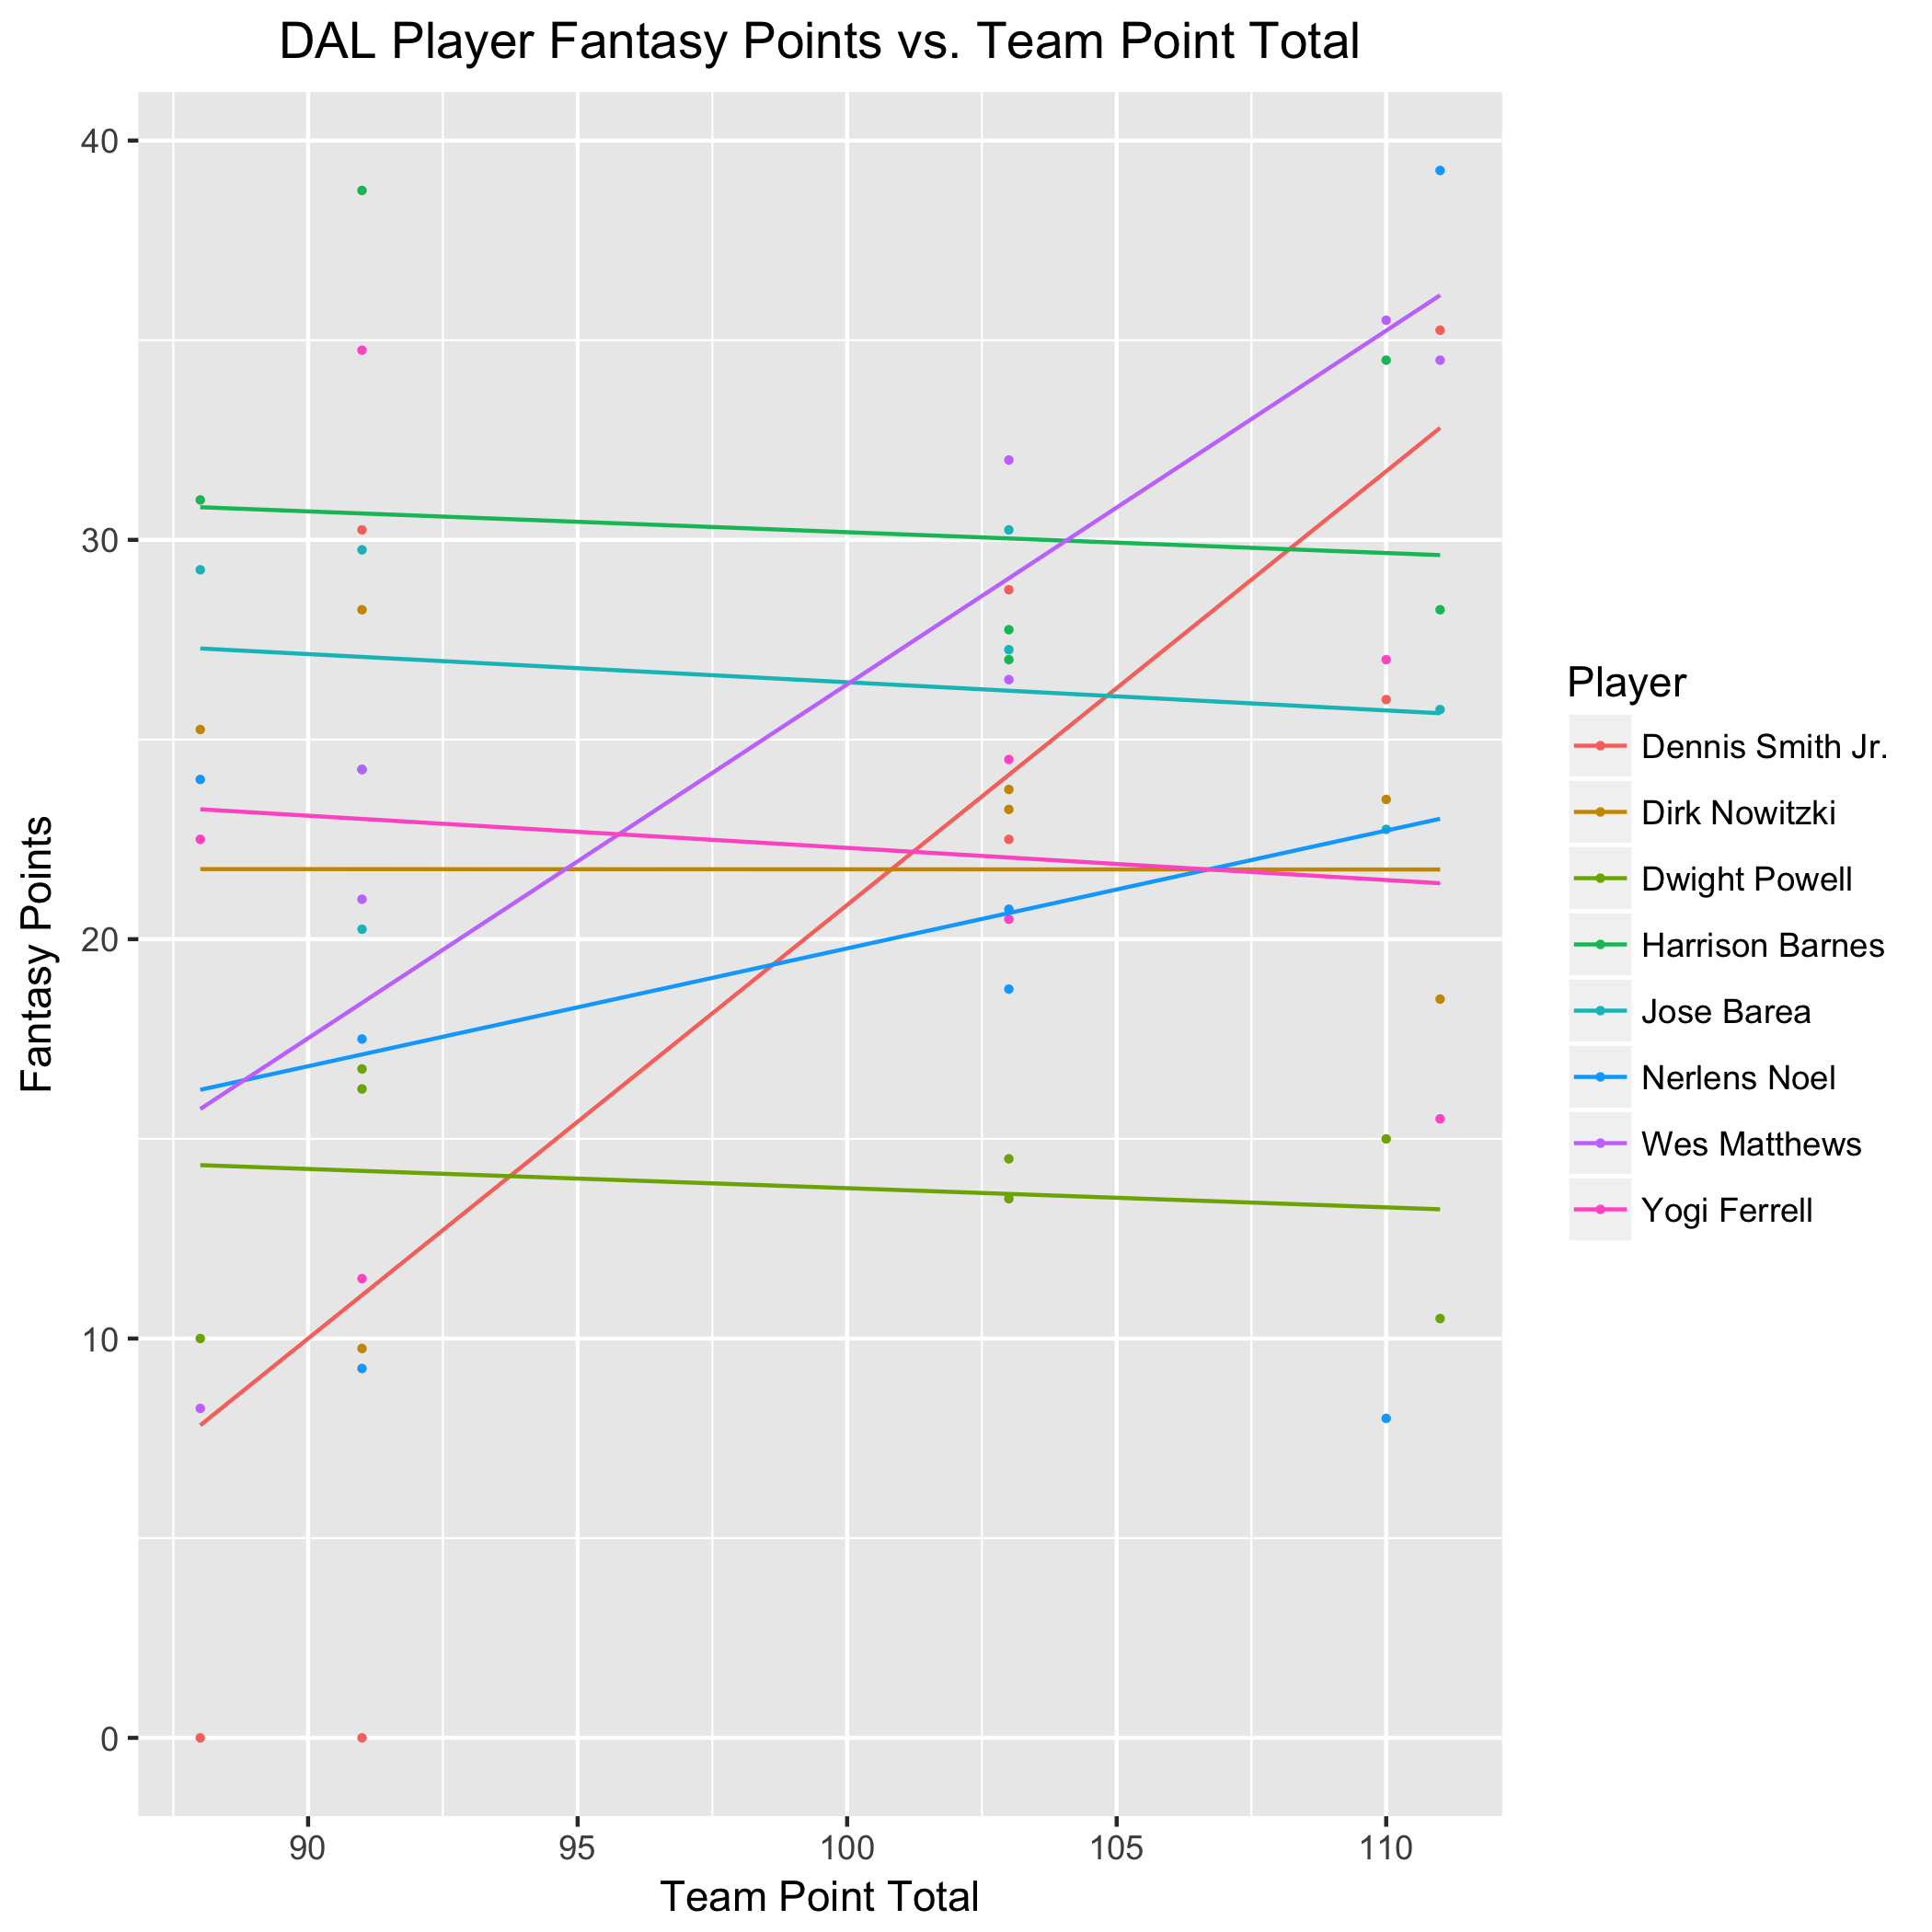 DAL Player Fantasy Points vs. Team Point Total
40
30
20
10
0
Fantasy Points
90
95
100
105
110
Team Point Total
Player
Dennis Smith Jr.
Dirk Nowitzki
Dwight Powell
Harrison Barnes
Jose Barea
Nerlens Noel
Wes Matthews
Yogi Ferrell